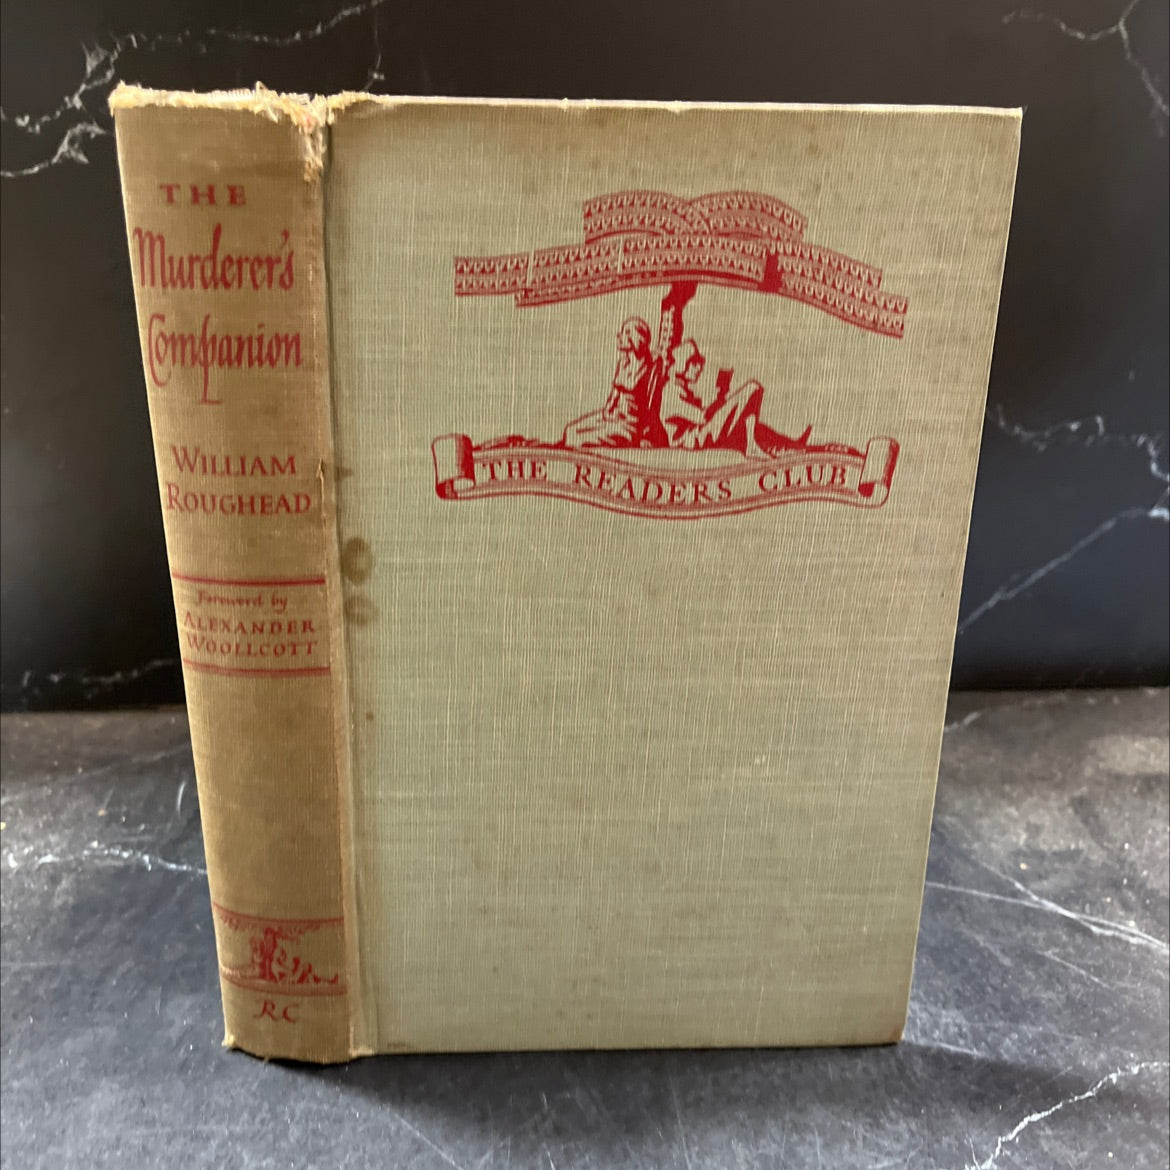 THE
Murderer's
Companion
WILLIAM
ROUGHEAD
Foreword by
ALEXANDER
WOOLLCOTT
RC
THE READERS CLUB